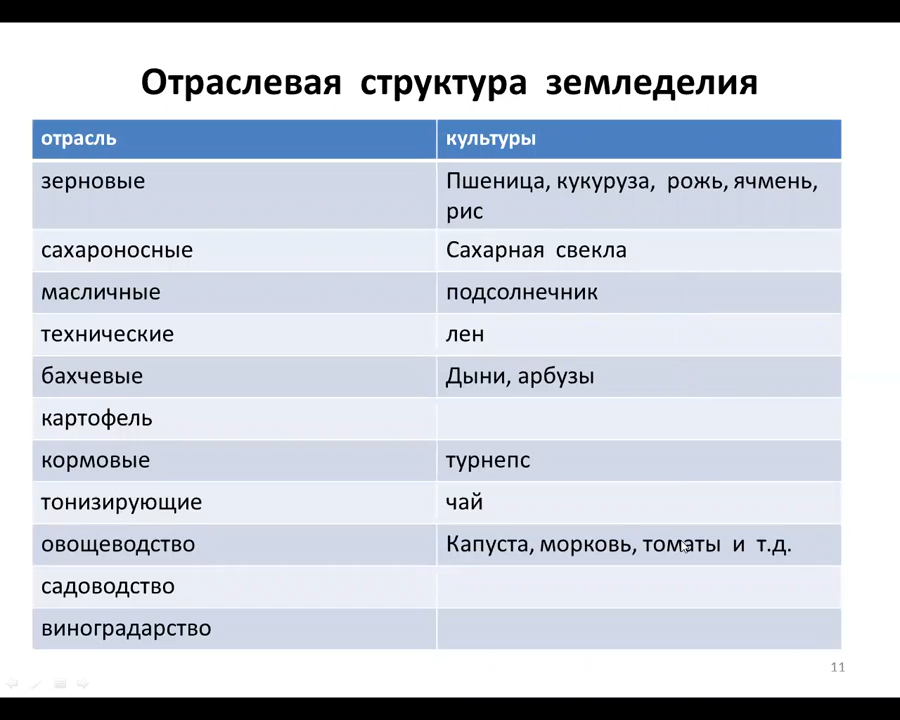 Отраслевая структура земледелия
отрасль культуры
зерновые Пшеница, кукуруза, рожь, ячмень,
рис
сахароносные Сахарная свекла
масличные подсолнечник
технические лен
бахчевые Дыни, арбузы
картофель
кормовые турнепс
тонизирующие чай
овощеводство Капуста, морковь, томаты и т.д.
садоводство
виноградарство
11